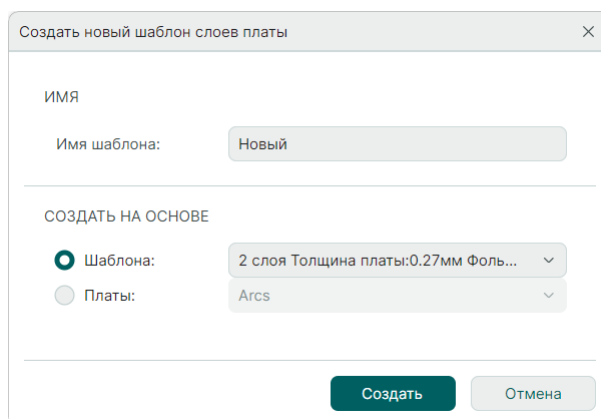 Создать новый шаблон слоев платы
ИМЯ
Имя шаблона: Новый
СОЗДАТЬ НА ОСНОВЕ
Шаблона: 2 слоя Толщина платы:0.27мм Фоль...
Платы: Arcs
Создать Отмена